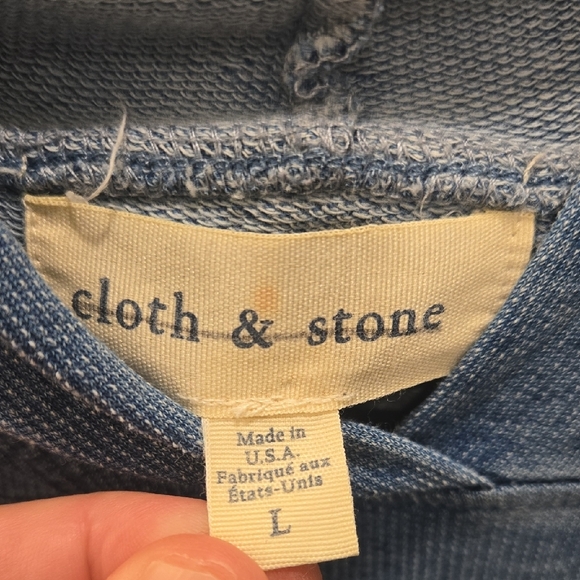 cloth & stone
Made in
U.S.A.
Fabriqué aux
États-Unis
L